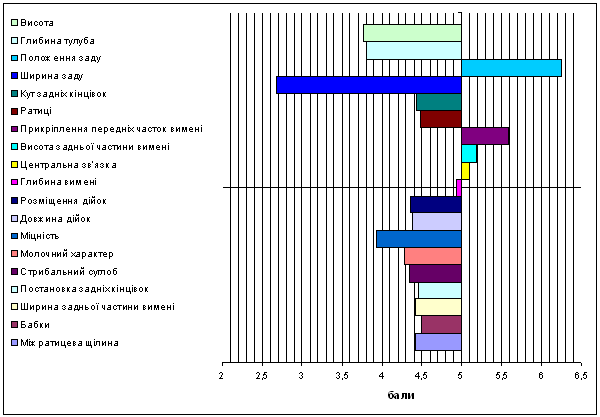 Висота
Глибина тулуба
Положення заду
Ширина заду
Кут задніх кінцівок
Ратиці
Прикріплення передніх часток вимені
Висота задньої частини вимені
Центральна зв'язка
Глибина вимені
Розміщення дійок
Довжина дійок
Міцність
Молочний характер
Стрибальний суглоб
Постановка задніх кінцівок
Ширина задньої частини вимені
Бабки
Між ратицева щілина
2 2,5 3 3,5 4 4,5 5 5,5 6 6,5
бали